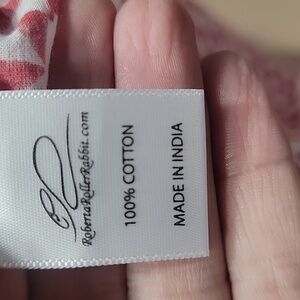 RobertaRollerRabbit.com
100% COTTON
MADE IN INDIA